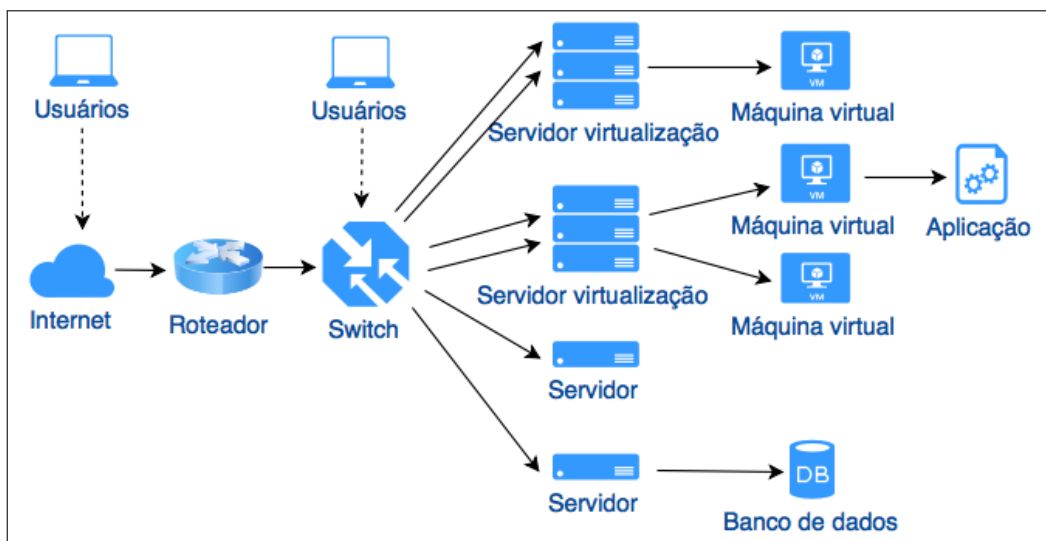 Usuários
Usuários
Servidor virtualização
VM
Máquina virtual
VM
Máquina virtual
Aplicação
Internet
Roteador
Switch
Servidor virtualização
VM
Máquina virtual
Servidor
Servidor
DB
Banco de dados